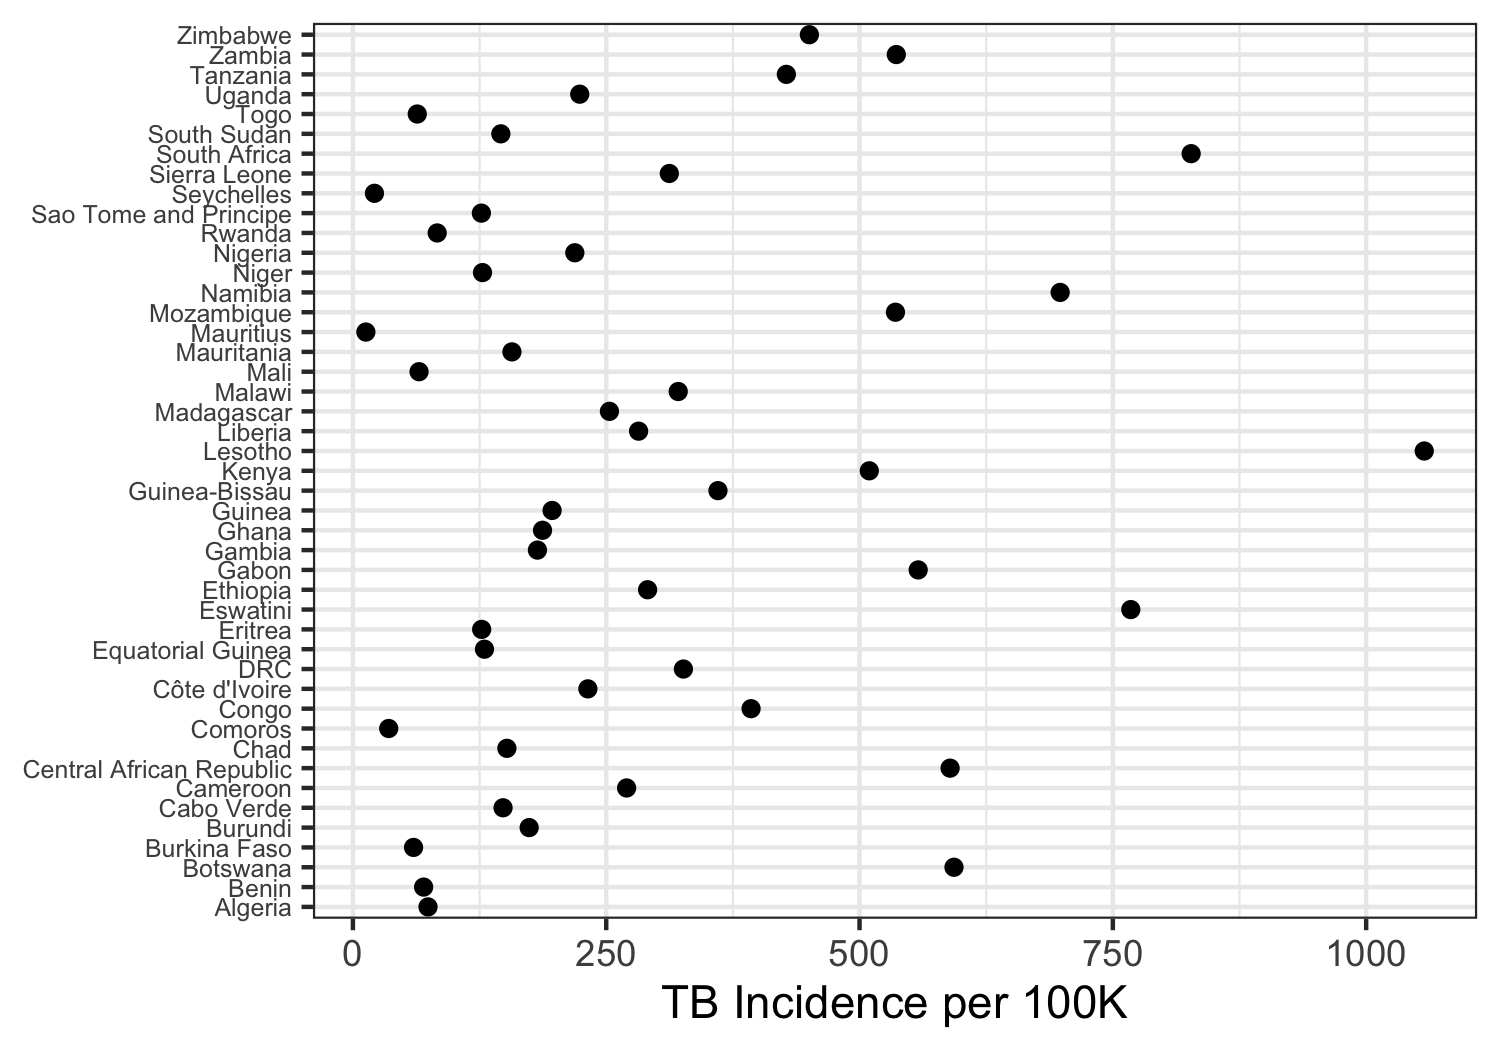 Zimbabwe
Zambia
Tanzania
Uganda
Togo
South Sudan
South Africa
Sierra Leone
Seychelles
Sao Tome and Principe
Rwanda
Nigeria
Niger
Namibia
Mozambique
Mauritius
Mauritania
Mali
Malawi
Madagascar
Liberia
Lesotho
Kenya
Guinea-Bissau
Guinea
Ghana
Gambia
Gabon
Ethiopia
Eswatini
Eritrea
Equatorial Guinea
DRC
Côte d'Ivoire
Congo
Comoros
Chad
Central African Republic
Cameroon
Cabo Verde
Burundi
Burkina Faso
Botswana
Benin
Algeria
0 250 500 750 1000
TB Incidence per 100K